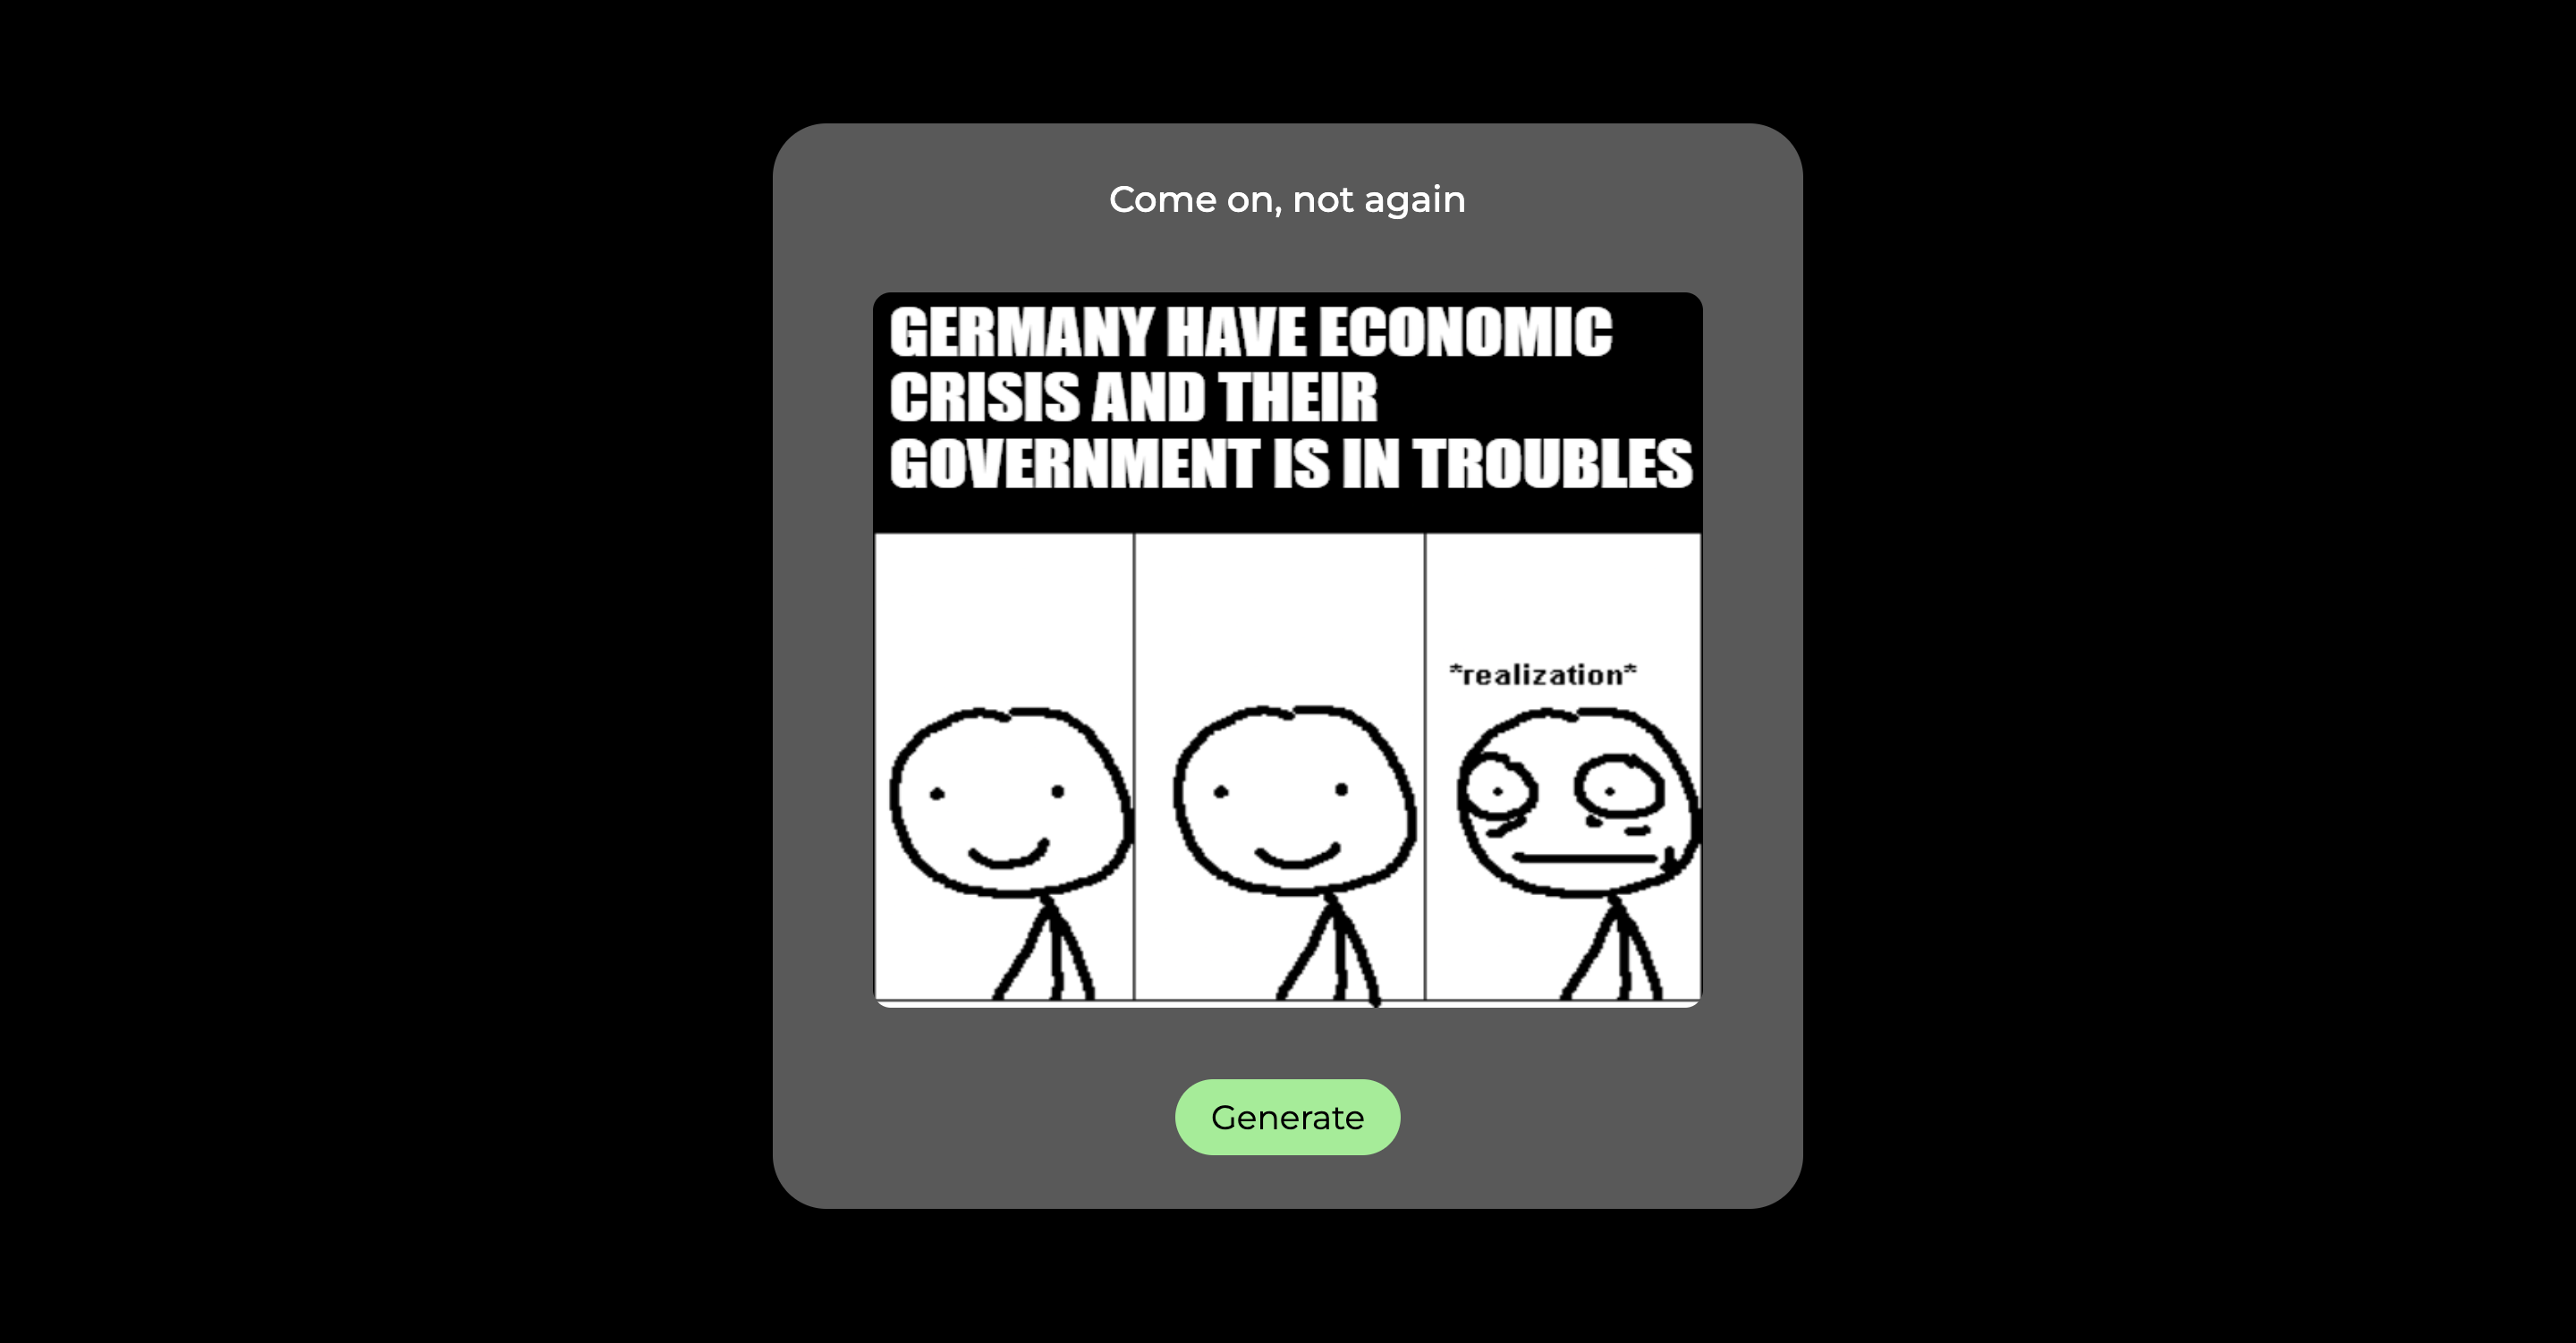 Come on, not again
GERMANY HAVE ECONOMIC
CRISIS AND THEIR
GOVERNMENT IS IN TROUBLES
*realization*
Generate